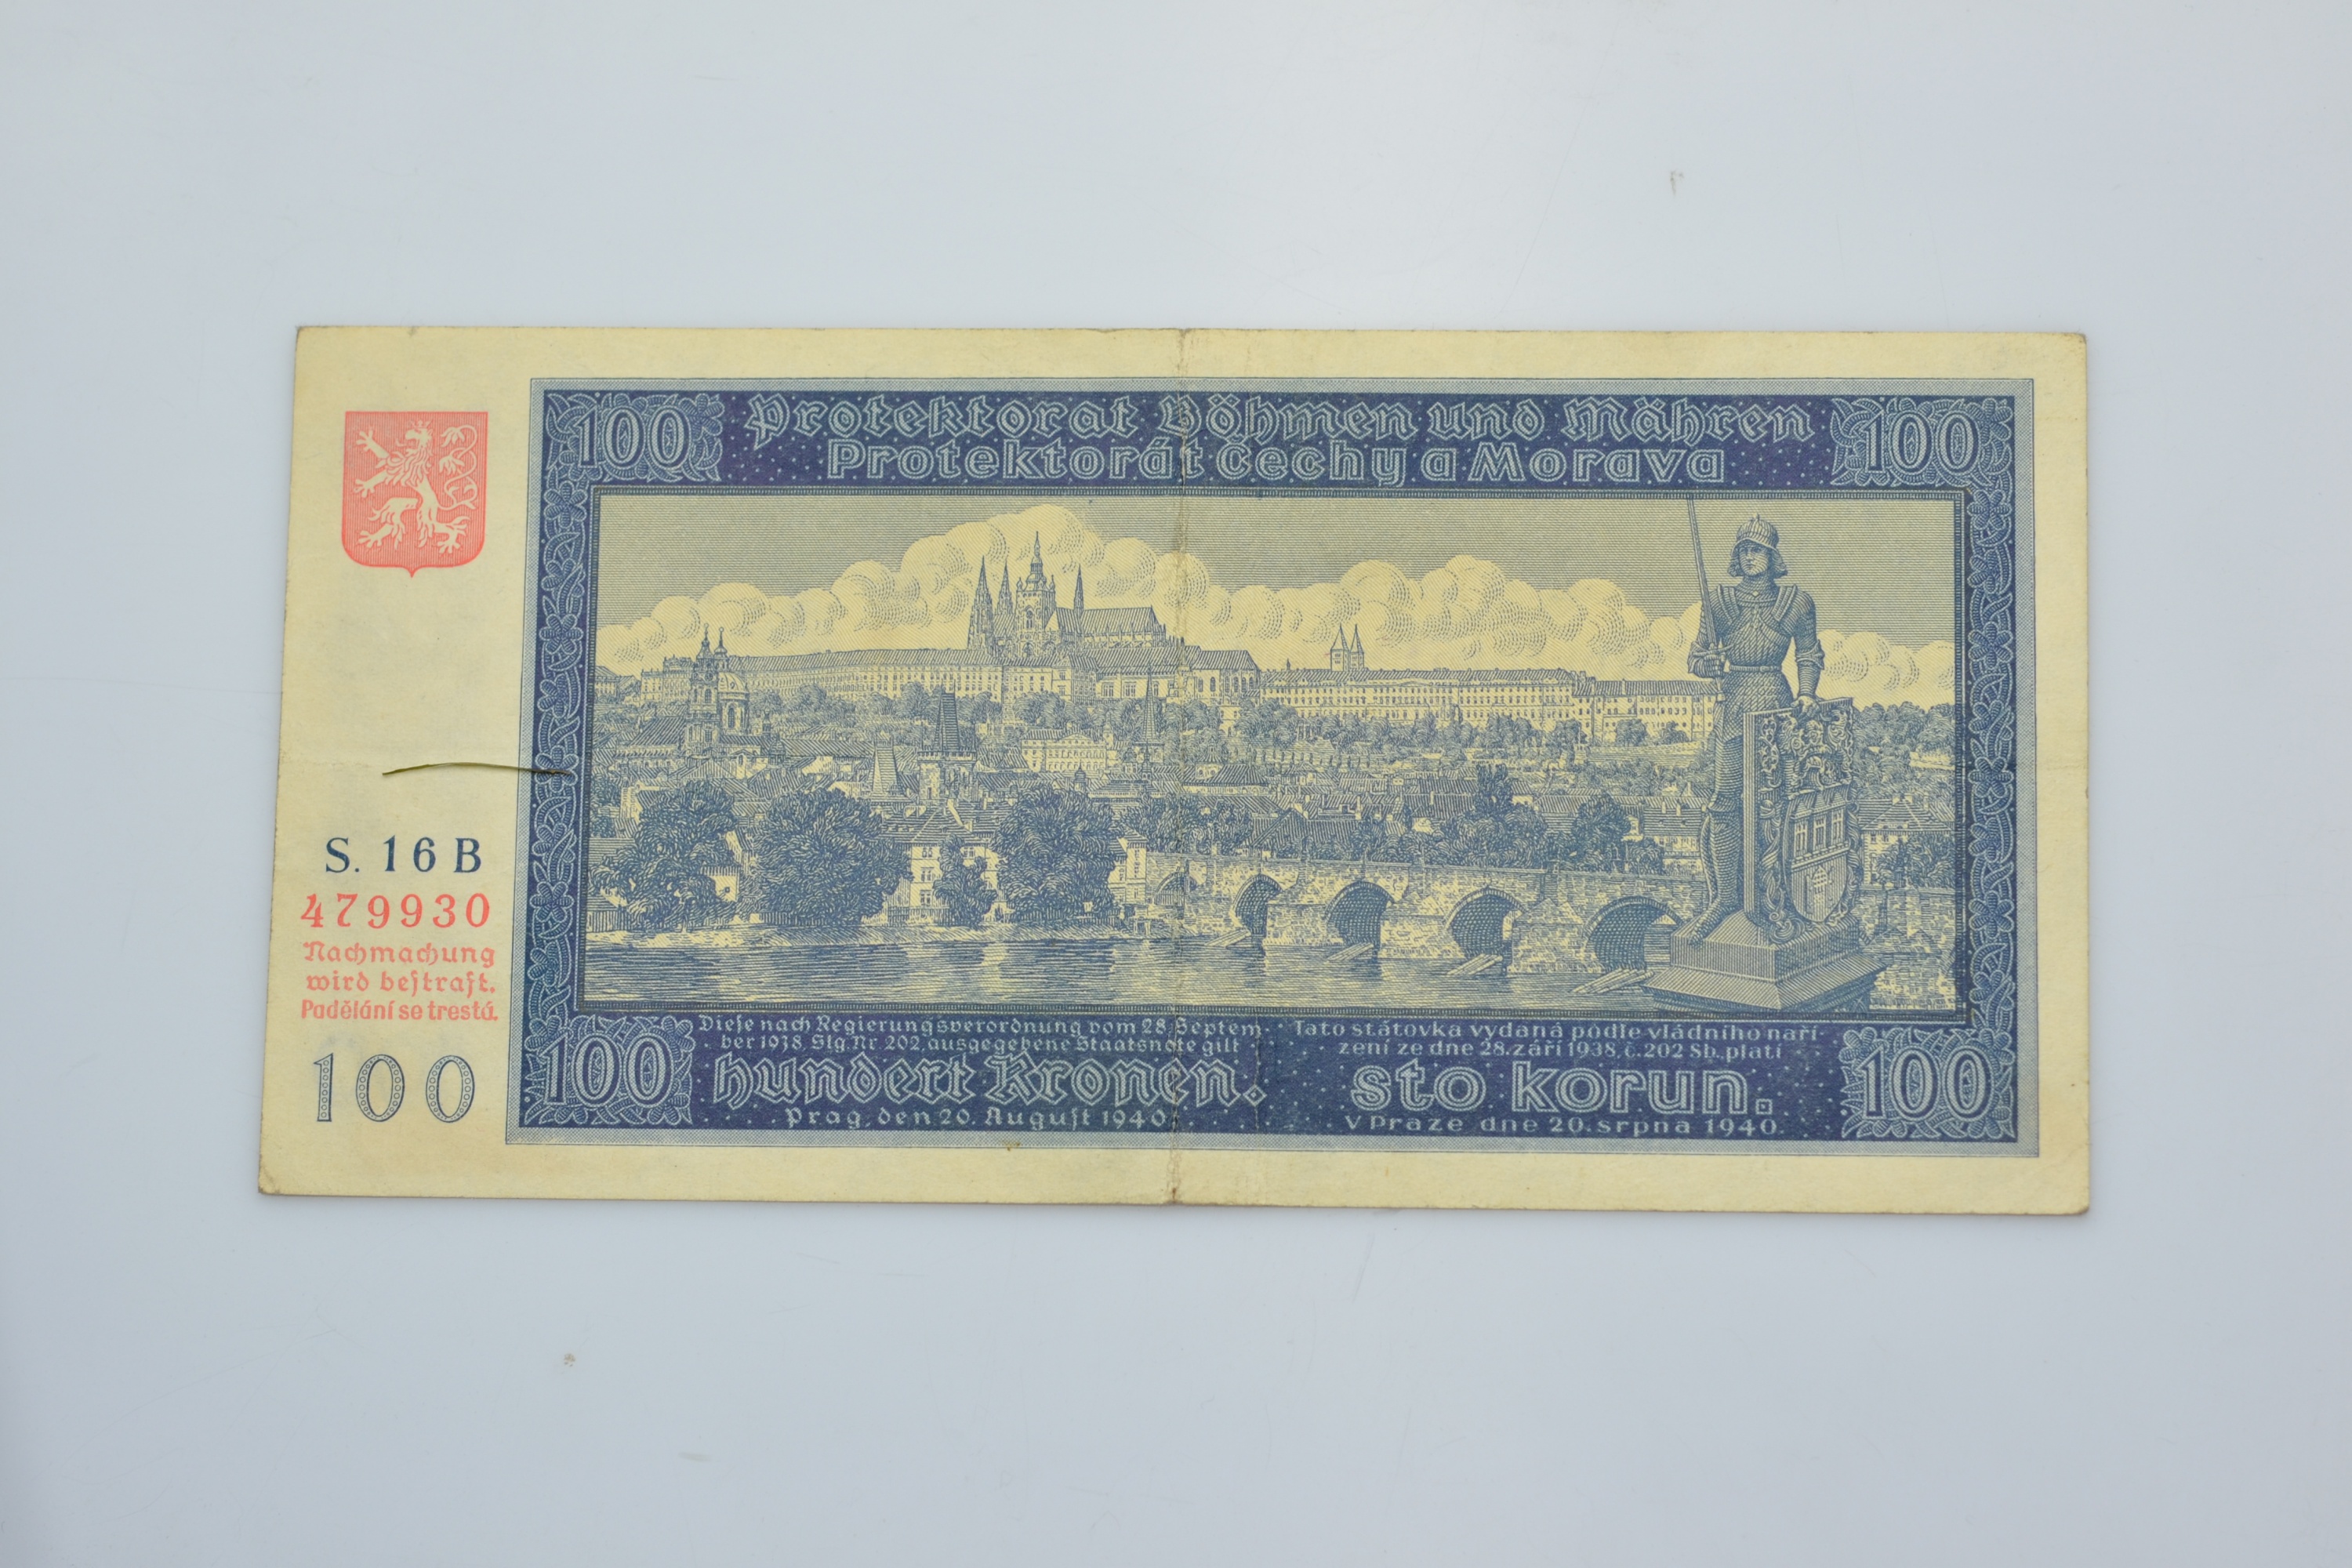 100
Protektorat Böhmen und Mähren
Protektorát Čechy a Morava
100
S. 16 B
479930
Nachmachung
wird bestraft.
Padělání se trestá.
100
100
Diese nach Regierungsverordnung vom 28. Septem-
ber 1938, Slg. Nr. 202, ausgegebene Staatsnote gilt
hundert Kronen.
Prag, den 20. August 1940.
Tato státovka vydaná podle vládního naří-
zení ze dne 28. září 1938, č. 202 Sb., platí
sto korun.
V Praze dne 20. srpna 1940.
100